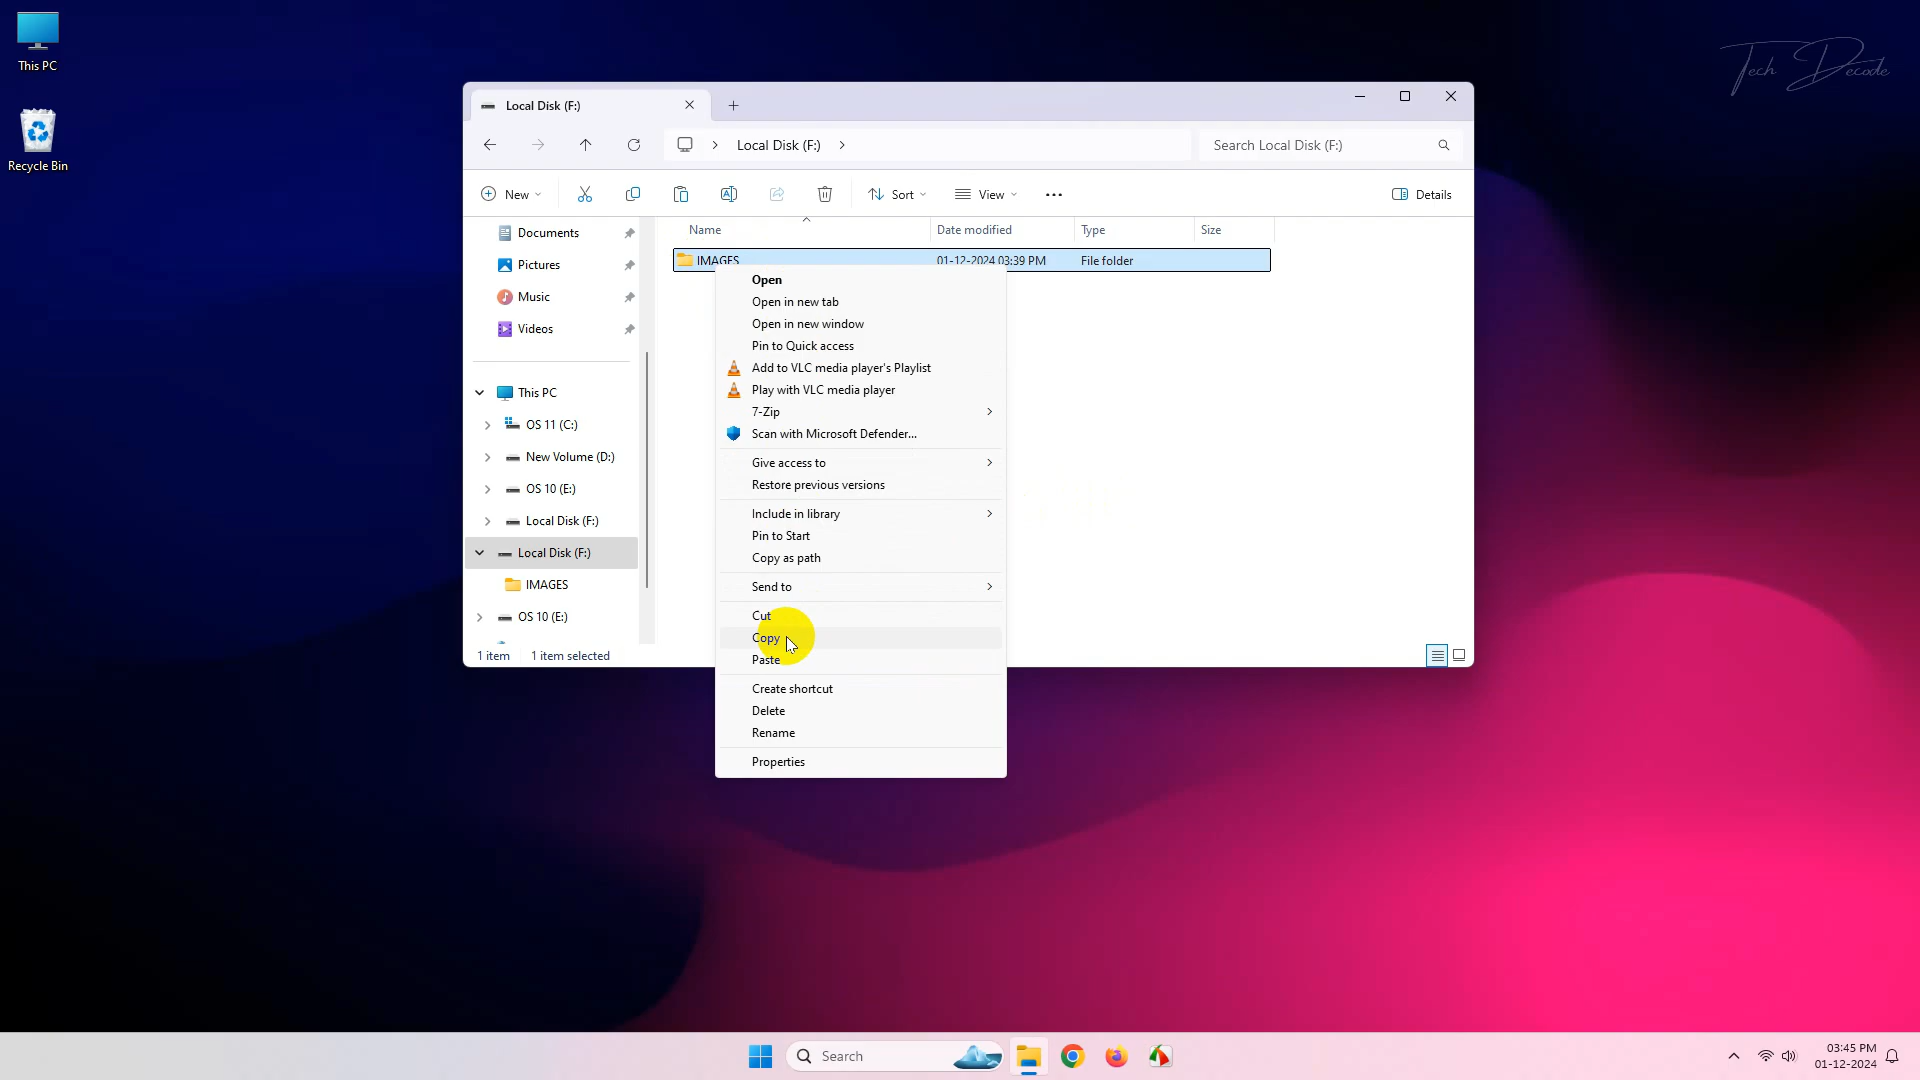 This PC
Recycle Bin
Tech Decode
Local Disk (F:)
Local Disk (F:)
Search Local Disk (F:)
New
Sort
View
Details
Name
Date modified
Type
Size
Documents
Pictures
Music
Videos
This PC
OS 11 (C:)
New Volume (D:)
OS 10 (E:)
Local Disk (F:)
Local Disk (F:)
IMAGES
OS 10 (E:)
IMAGES
01-12-2024 03:39 PM
File folder
Open
Open in new tab
Open in new window
Pin to Quick access
Add to VLC media player's Playlist
Play with VLC media player
7-Zip
Scan with Microsoft Defender...
Give access to
Restore previous versions
Include in library
Pin to Start
Copy as path
Send to
Cut
Copy
Paste
Create shortcut
Delete
Rename
Properties
1 item
1 item selected
Search
03:45 PM
01-12-2024